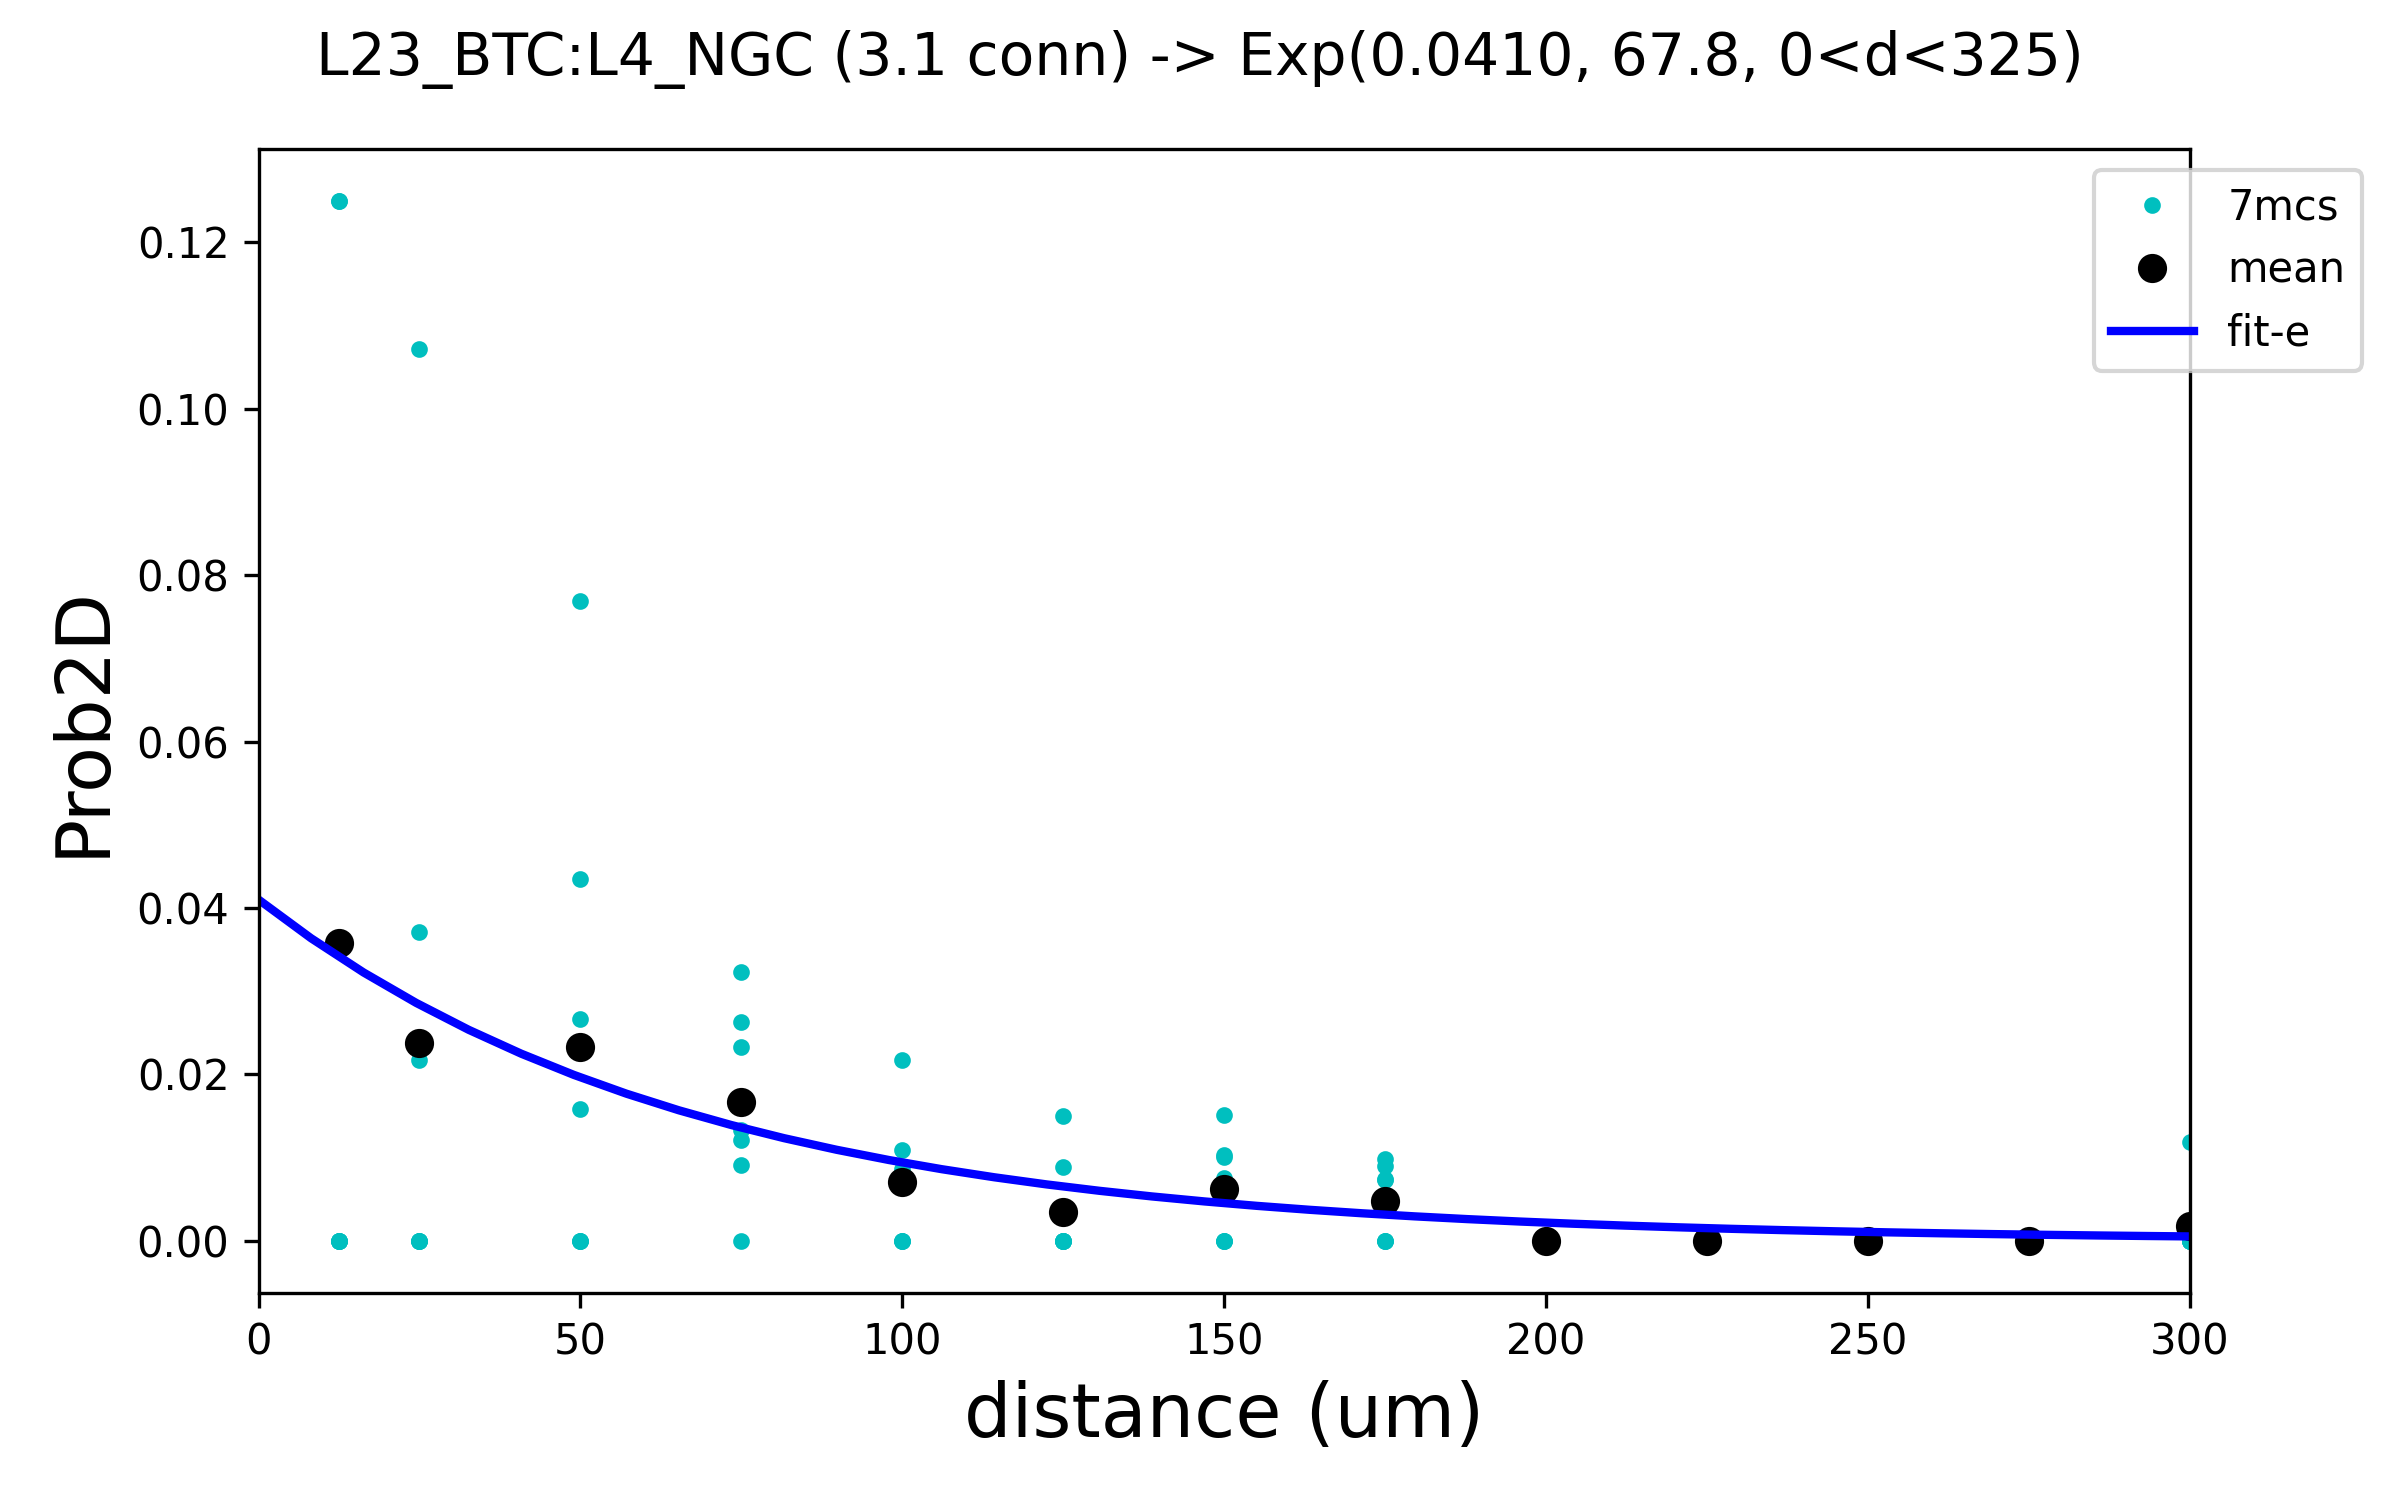 L23_BTC:L4_NGC (3.1 conn) -> Exp(0.0410, 67.8, 0<d<325)
7mcs
mean
fit-e
0.12
0.10
0.08
0.06
0.04
0.02
0.00
Prob2D
0 50 100 150 200 250 300
distance (um)